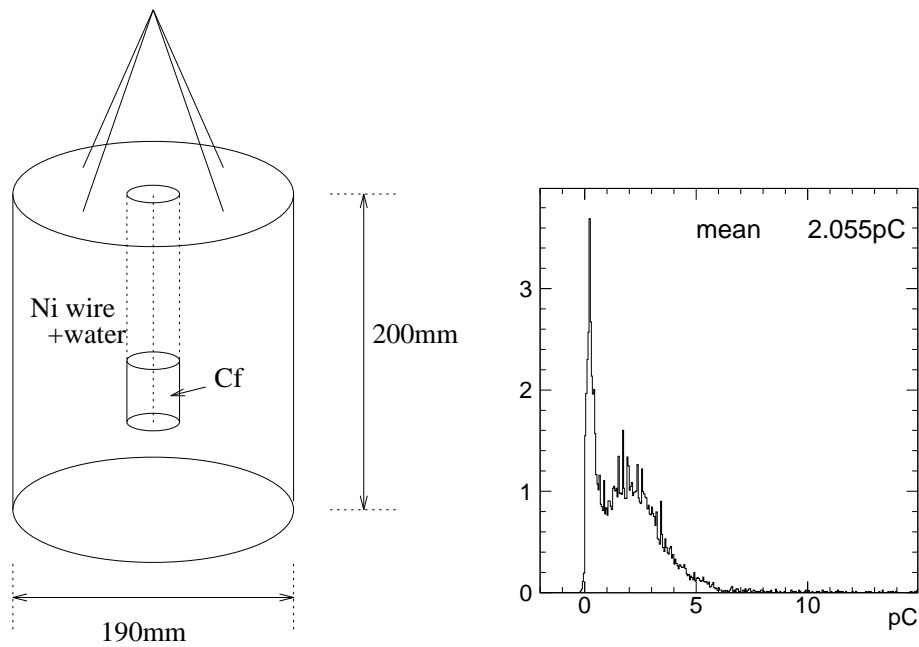 Ni wire
+water
Cf
200mm
190mm
mean 2.055pC
3
2
1
0
0 5 10
pC